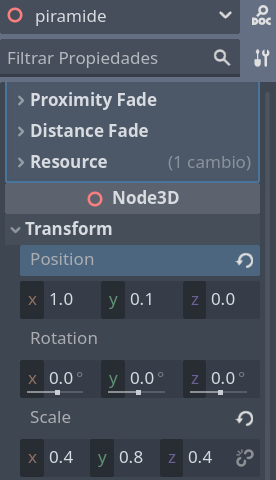 piramide
DOC
Filtrar Propiedades
Proximity Fade
Distance Fade
Resource (1 cambio)
Node3D
Transform
Position
x 1.0 y 0.1 z 0.0
Rotation
x 0.0 ° y 0.0 ° z 0.0 °
Scale
x 0.4 y 0.8 z 0.4